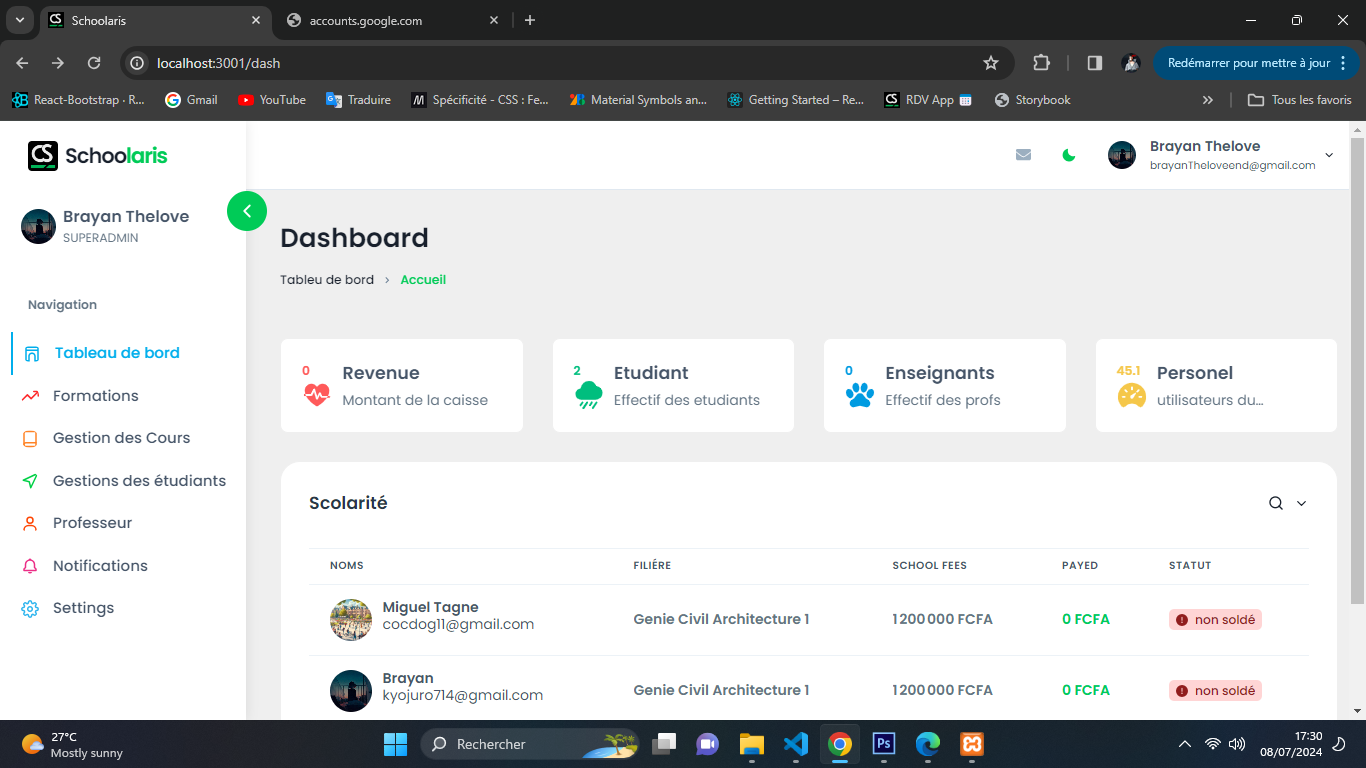 Schoolaris
accounts.google.com
localhost:3001/dash
Redémarrer pour mettre à jour
React-Bootstrap · R...
Gmail
YouTube
Traduire
Spécificité - CSS : Fe...
Material Symbols an...
Getting Started – Re...
RDV App
Storybook
Tous les favoris
CS Schoolaris
Brayan Thelove
brayanTheloveend@gmail.com
Brayan Thelove
SUPERADMIN
Dashboard
Tableu de bord
Accueil
Navigation
Tableau de bord
Formations
Gestion des Cours
Gestions des étudiants
Professeur
Notifications
Settings
0
Revenue
Montant de la caisse
2
Etudiant
Effectif des etudiants
0
Enseignants
Effectif des profs
45.1
Personel
utilisateurs du...
Scolarité
NOMS FILIÉRE SCHOOL FEES PAYED STATUT
Miguel Tagne
cocdog11@gmail.com
Genie Civil Architecture 1
1 200 000 FCFA
0 FCFA
non soldé
Brayan
kyojuro714@gmail.com
Genie Civil Architecture 1
1 200 000 FCFA
0 FCFA
non soldé
27°C
Mostly sunny
Rechercher
Ps
17:30
08/07/2024